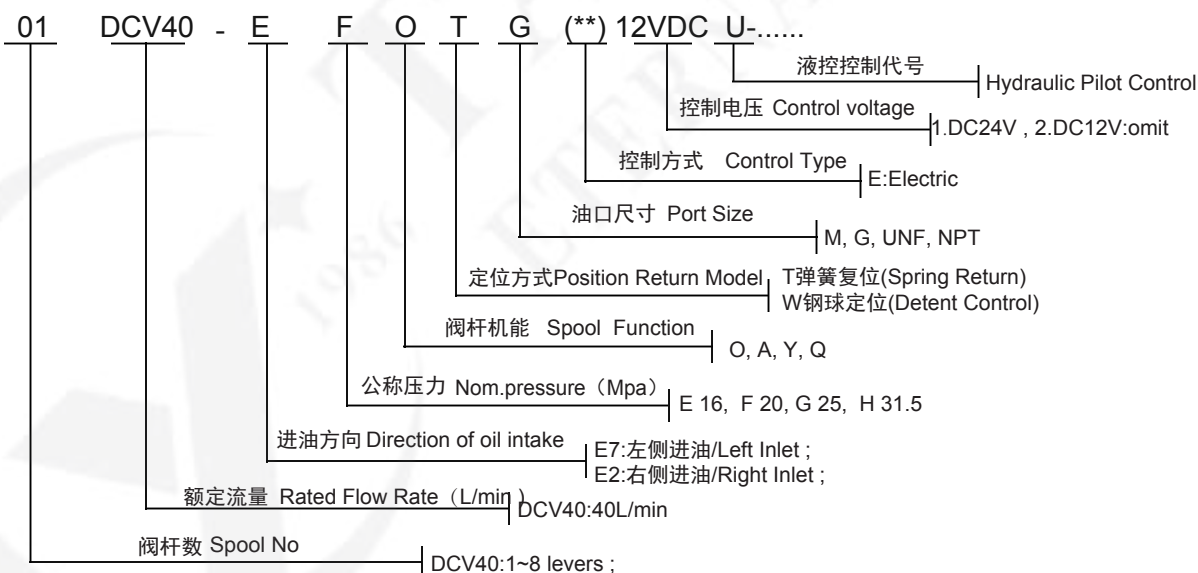 01 DCV40 - E F O T G (**) 12VDC U-......
液控控制代号 Hydraulic Pilot Control
控制电压 Control voltage 1.DC24V , 2.DC12V:omit
控制方式 Control Type E:Electric
油口尺寸 Port Size M, G, UNF, NPT
定位方式Position Return Model T弹簧复位(Spring Return)
W钢球定位(Detent Control)
阀杆机能 Spool Function O, A, Y, Q
公称压力 Nom.pressure（Mpa） E 16, F 20, G 25, H 31.5
进油方向 Direction of oil intake E7:左侧进油/Left Inlet ;
E2:右侧进油/Right Inlet ;
额定流量 Rated Flow Rate（L/min ) DCV40:40L/min
阀杆数 Spool No DCV40:1~8 levers ;
1986